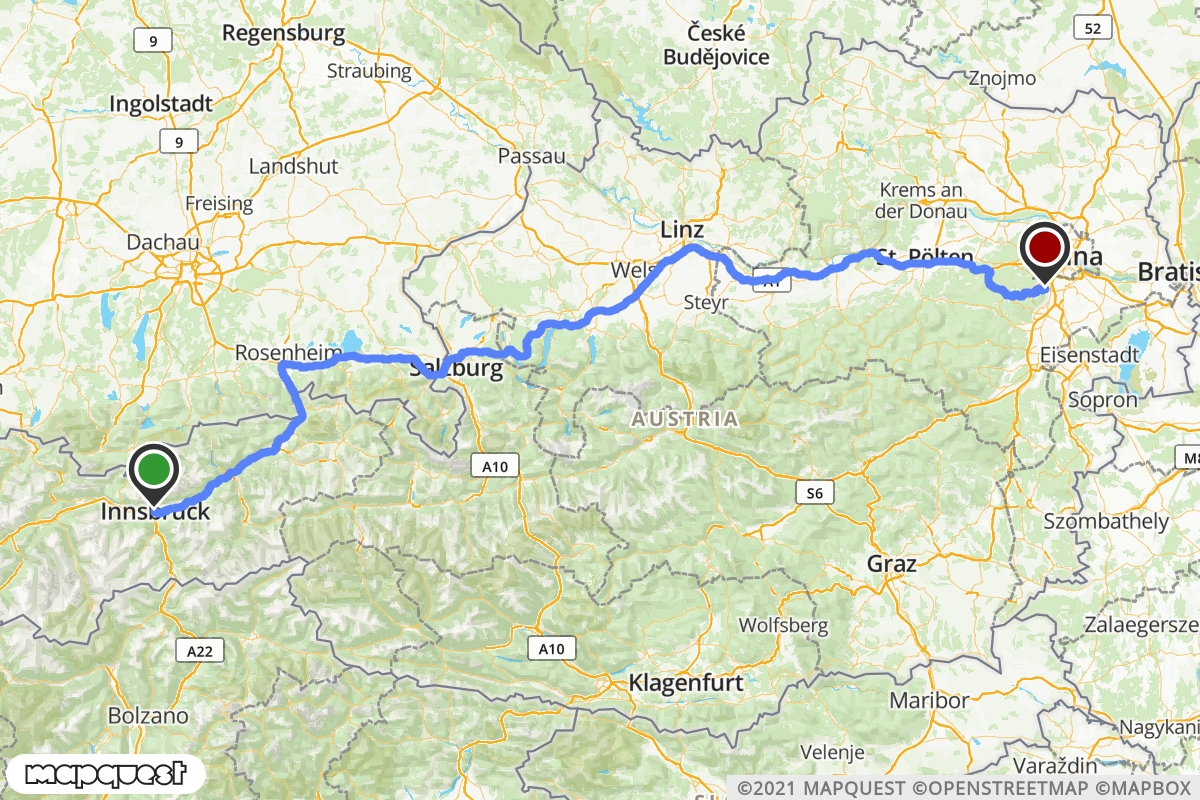 9
Regensburg
České
Budějovice
52
Straubing
Znojmo
Ingolstadt
9
Landshut
Passau
Krems an
der Donau
Freising
Linz
Dachau
St. Pölten
Wels
A1
Bratis
Steyr
Rosenheim
Salzburg
Eisenstadt
Sopron
AUSTRIA
A10
M8
S6
Innsbruck
Szombathely
Graz
Wolfsberg
Zalaegersze
A22
A10
Klagenfurt
Maribor
Bolzano
Nagykani
Velenje
Varaždin
mapquest
©2021 MAPQUEST ©OPENSTREETMAP ©MAPBOX